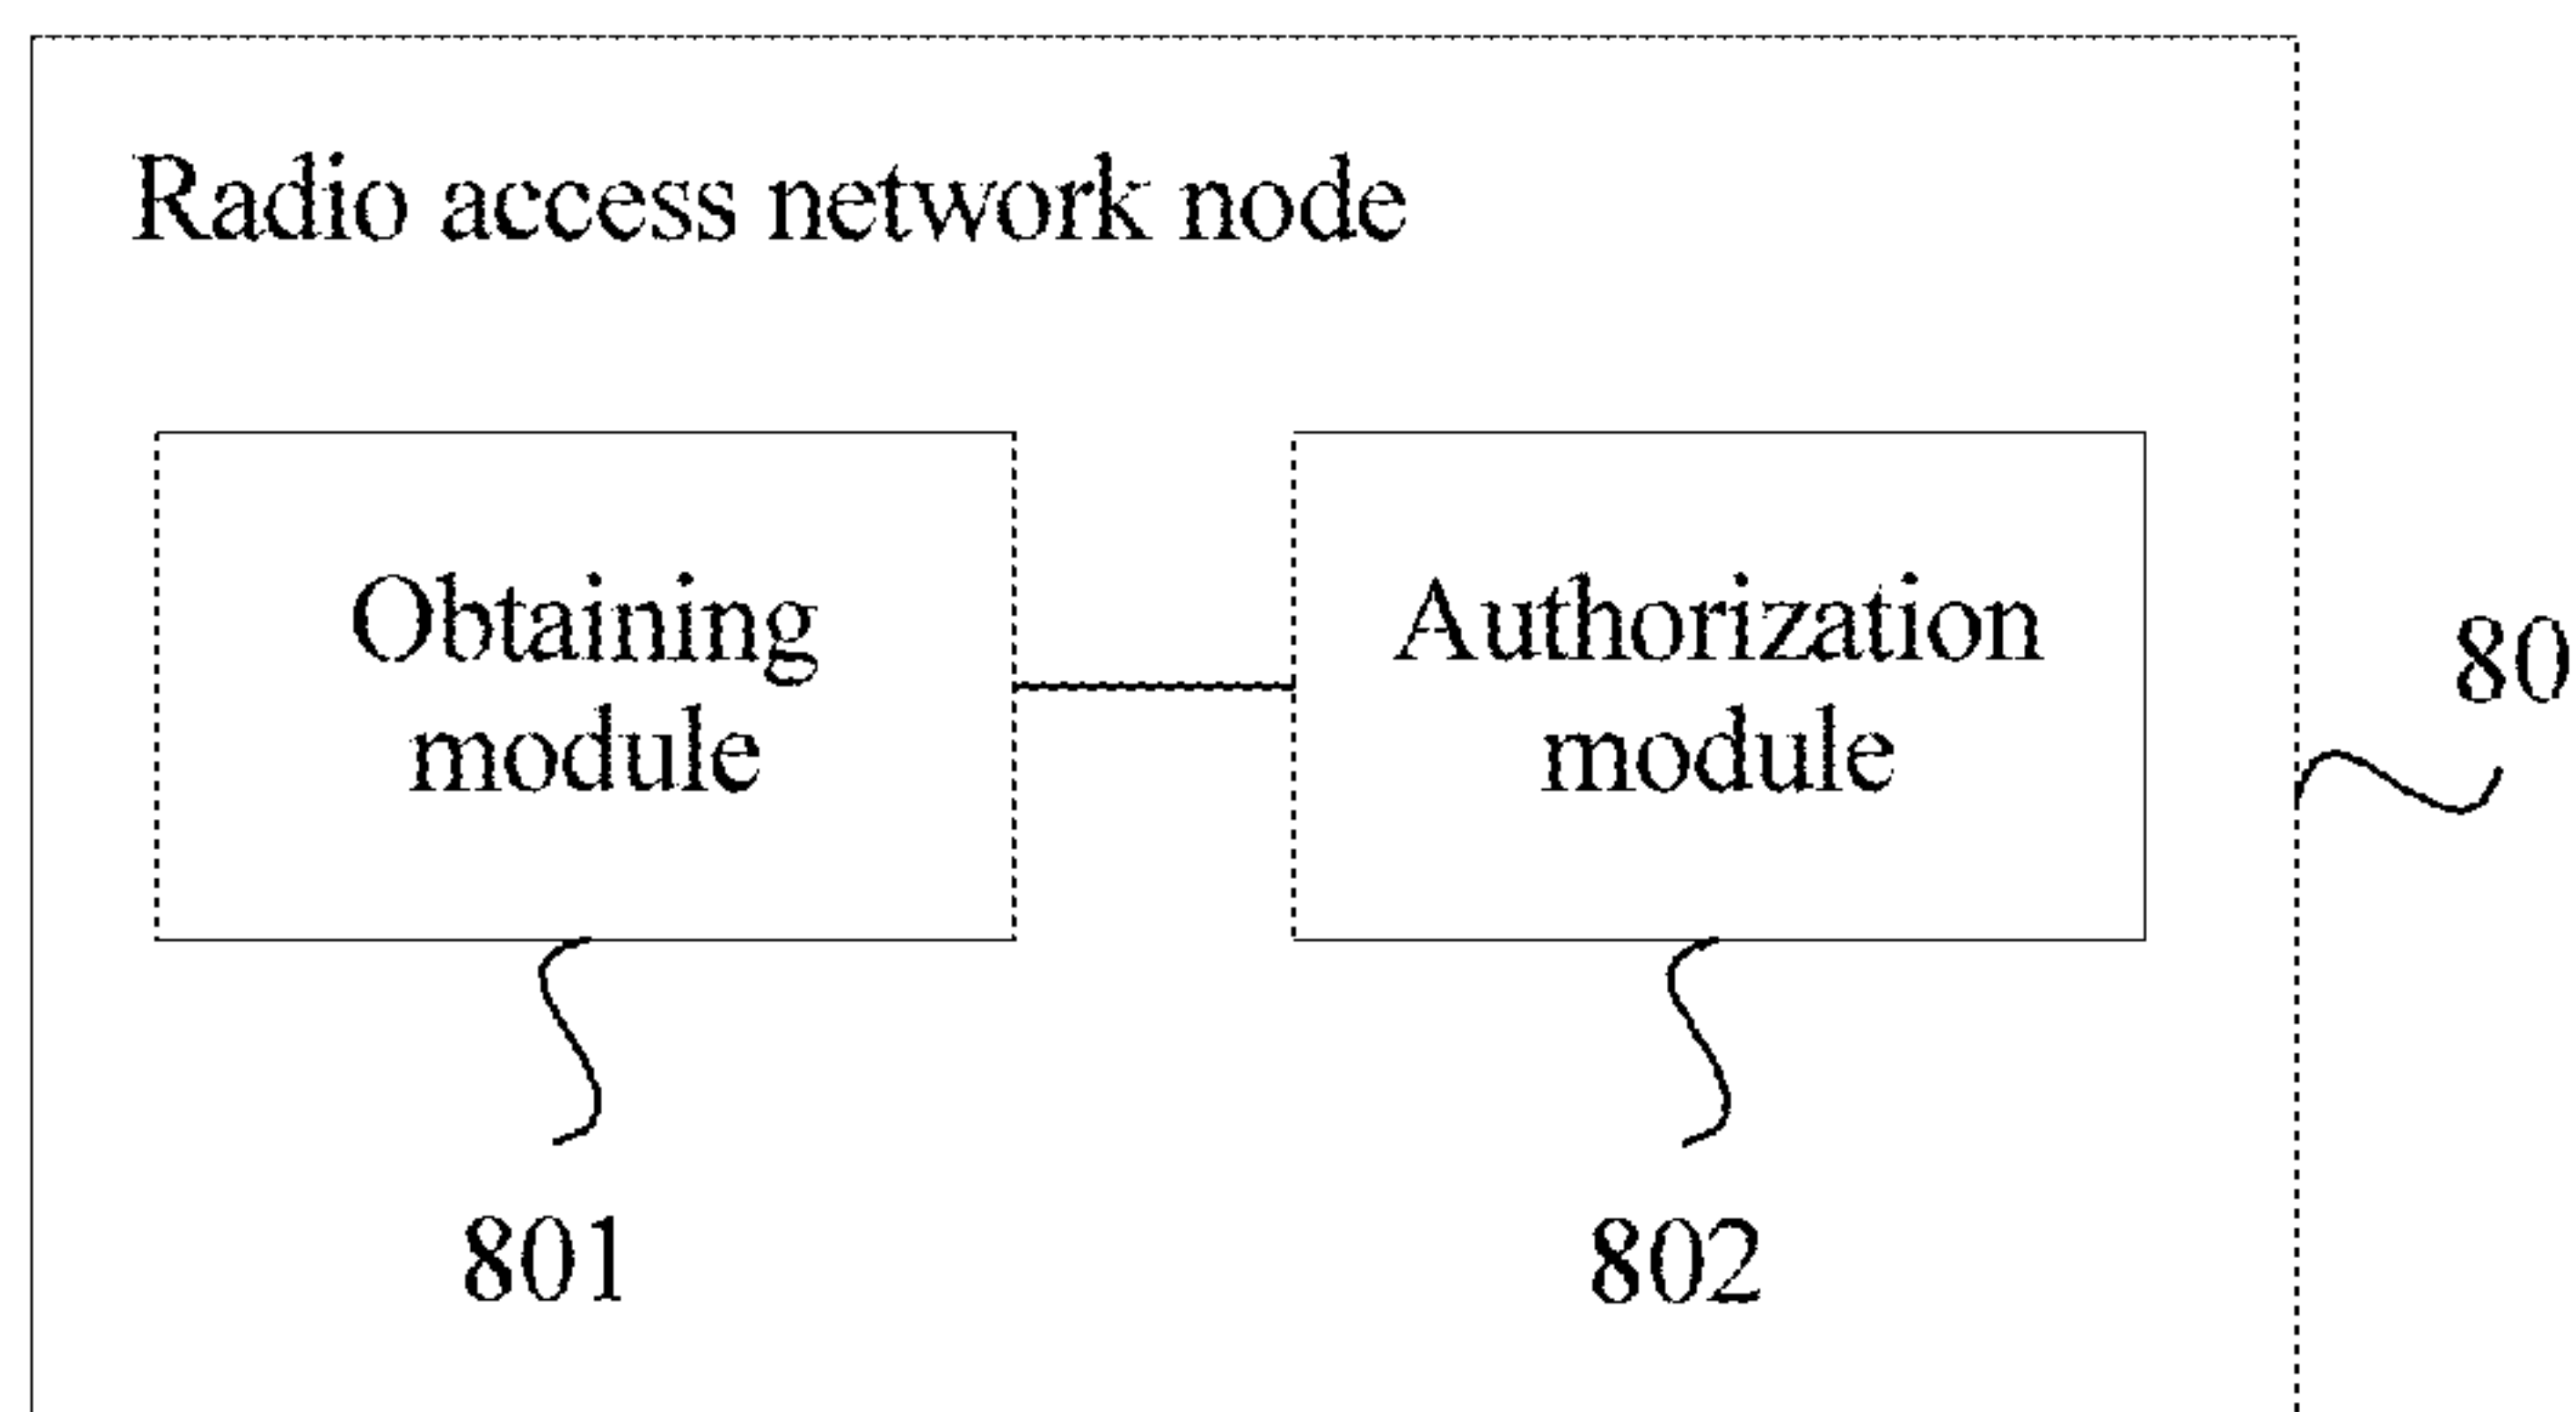 Radio access network node
Obtaining
module
Authorization
module
80
801
802